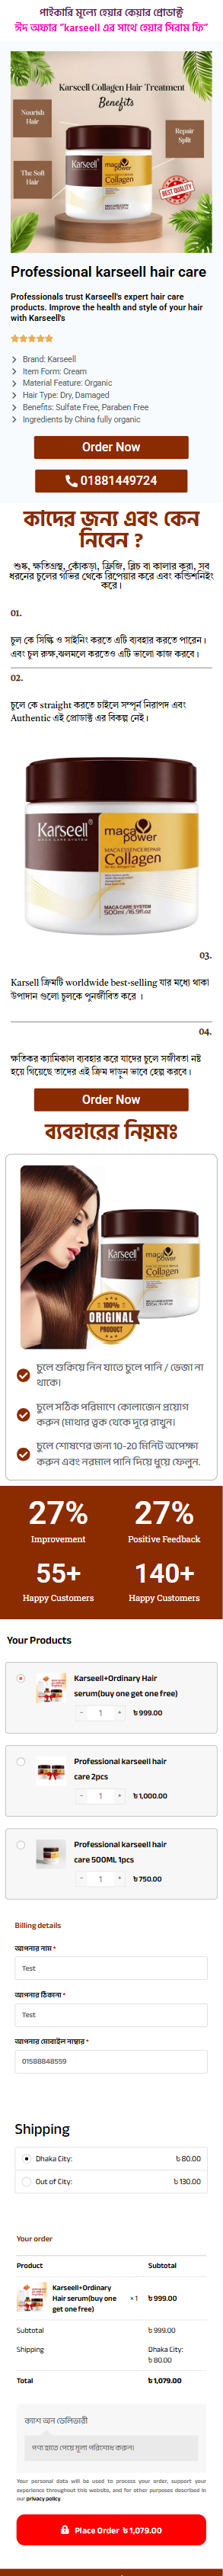 পাইকারি মূল্যে হেয়ার কেয়ার প্রোডাক্ট
ঈদ অফার "karseell এর সাথে হেয়ার সিরাম ফ্রি"
Karseell Collagen Hair Treatment
Benefits
Nourish
Hair
Repair
Split
The Soft
Hair
Karseell
maca
power
Collagen
BEST QUALITY
Professional karseell hair care
Professionals trust Karseell's expert hair care
products. Improve the health and style of your hair
with Karseell's
Brand: Karseell
Item Form: Cream
Material Feature: Organic
Hair Type: Dry, Damaged
Benefits: Sulfate Free, Paraben Free
Ingredients by China fully organic
Order Now
01881449724
কাদের জন্য এবং কেন
নিবেন ?
শুষ্ক, ক্ষতিগ্রস্থ, কোঁকড়া, ফ্রিজি, ব্লিচ বা কালার করা, সব
ধরনের চুলের গভির থেকে রিপেয়ার করে এবং কন্ডিশনিইং
করে।
01.
চুল কে সিল্কি ও সাইনিং করতে এটি ব্যবহার করতে পারেন ।
এবং চুল রুক্ষ,ঝলমলে করতেও এটি ভালো কাজ করবে।
02.
চুলে কে straight করতে চাইলে সম্পূর্ন নিরাপদ এবং
Authentic এই প্রোডাক্ট এর বিকল্প নেই।
Karseell®
MACA CARE SYSTEM
maca
power
MACA ESSENCE REPAIR
Collagen
MACA CARE SYSTEM
500ml /16.9fl.oz
03.
Karsell ক্রিমটি worldwide best-selling যার মধ্যে থাকা
উপাদান গুলো চুলকে পুনর্জীবিত করে ।
04.
ক্ষতিকর ক্যামিকাল ব্যবহার করে যাদের চুলে সজীবতা নষ্ট
হয়ে গিয়েছে তাদের এই ক্রিম দাড়ুন ভাবে হেল্প করবে।
Order Now
ব্যবহারের নিয়মঃ
Karseell
maca
power
Collagen
100%
ORIGINAL
PRODUCT
চুলে শুকিয়ে নিন যাতে চুলে পানি / ভেজা না
থাকে।
চুলে সঠিক পরিমাণে কোলাজেন প্রয়োগ
করুন (মাথার ত্বক থেকে দূরে রাখুন।
চুলে শোষণের জন্য 10-20 মিনিট অপেক্ষা
করুন এবং নরমাল পানি দিয়ে ধুয়ে ফেলুন.
27%
Improvement
27%
Positive Feedback
55+
Happy Customers
140+
Happy Customers
Your Products
Karseell+Ordinary Hair
serum(buy one get one free)
- 1 + ৳ 999.00
Professional karseell hair
care 2pcs
- 1 + ৳ 1,000.00
Professional karseell hair
care 500ML 1pcs
- 1 + ৳ 750.00
Billing details
আপনার নাম *
Test
আপনার ঠিকানা *
Test
আপনার মোবাইল নাম্বার *
01588848559
Shipping
Dhaka City: ৳ 80.00
Out of City: ৳ 130.00
Your order
Product Subtotal
Karseell+Ordinary
Hair serum(buy one × 1 ৳ 999.00
get one free)
Subtotal ৳ 999.00
Shipping Dhaka City:
৳ 80.00
Total ৳ 1,079.00
ক্যাশ অন ডেলিভারী
পণ্য হাতে পেয়ে মূল্য পরিশোধ করুন।
Your personal data will be used to process your order, support your
experience throughout this website, and for other purposes described in
our privacy policy.
Place Order ৳ 1,079.00